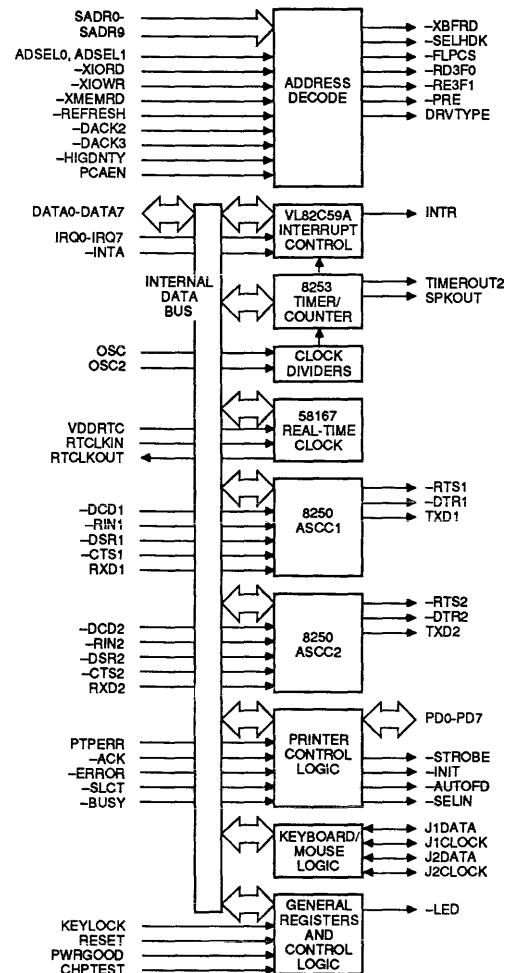 SADR0-
SADR9
ADSEL0, ADSEL1
-XIORD
-XIOWR
-XMEMRD
-REFRESH
-DACK2
-DACK3
-HIGDNTY
PCAEN
ADDRESS
DECODE
-XBFRD
-SELHDK
-FLPCS
-RD3F0
-RE3F1
-PRE
DRVTYPE
DATA0-DATA7
IRQ0-IRQ7
-INTA
VL82C59A
INTERRUPT
CONTROL
INTR
INTERNAL
DATA
BUS
8253
TIMER/
COUNTER
TIMEROUT2
SPKOUT
OSC
OSC2
CLOCK
DIVIDERS
VDDRTC
RTCLKIN
RTCLKOUT
58167
REAL-TIME
CLOCK
-DCD1
-RIN1
-DSR1
-CTS1
RXD1
8250
ASCC1
-RTS1
-DTR1
TXD1
-DCD2
-RIN2
-DSR2
-CTS2
RXD2
8250
ASCC2
-RTS2
-DTR2
TXD2
PTPERR
-ACK
-ERROR
-SLCT
-BUSY
PRINTER
CONTROL
LOGIC
PD0-PD7
-STROBE
-INIT
-AUTOFD
-SELIN
KEYBOARD/
MOUSE
LOGIC
J1DATA
J1CLOCK
J2DATA
J2CLOCK
KEYLOCK
RESET
PWRGOOD
CHPTEST
GENERAL
REGISTERS
AND
CONTROL
LOGIC
-LED